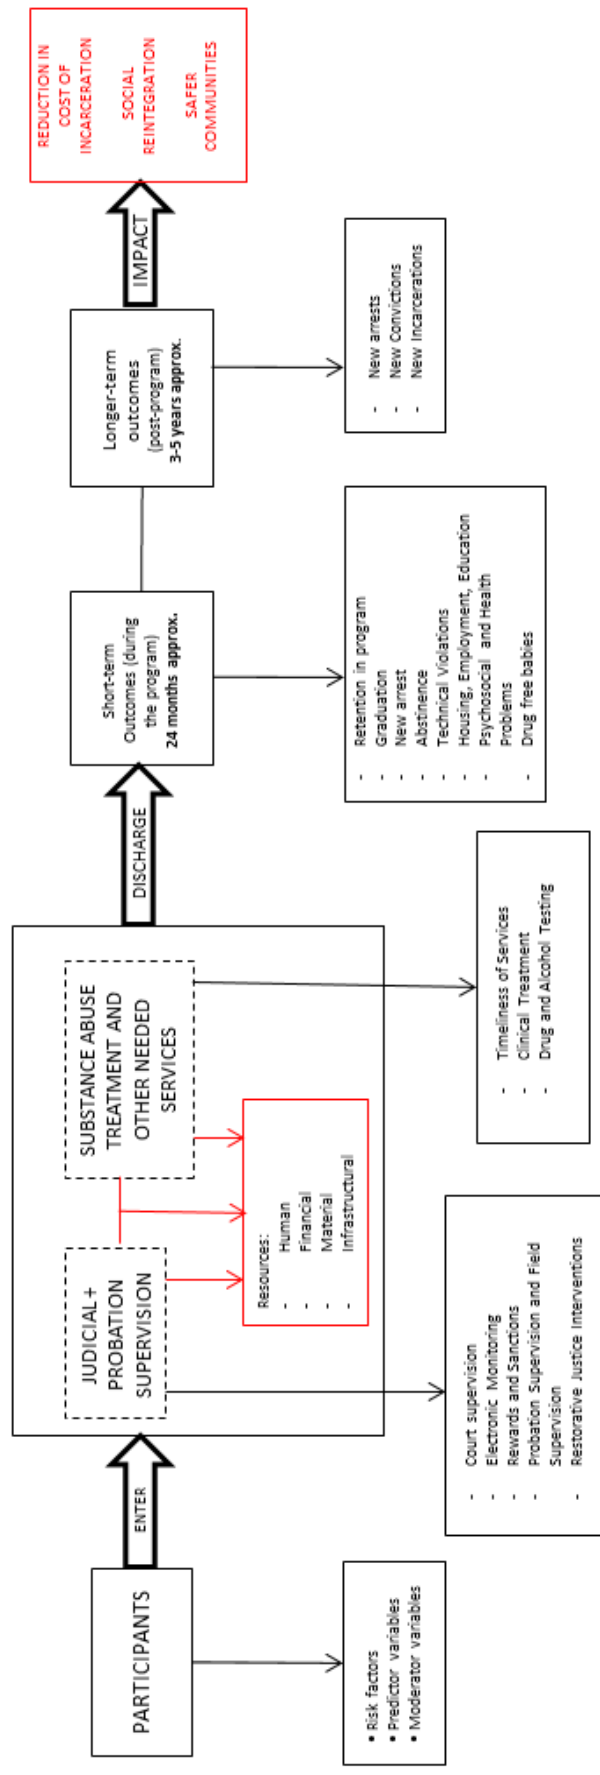 PARTICIPANTS
• Risk factors
• Predictor variables
• Moderator variables
ENTER
JUDICIAL +
PROBATION
SUPERVISION
- Court supervision
- Electronic Monitoring
- Rewards and Sanctions
- Probation Supervision and Field
Supervision
- Restorative Justice Interventions
SUBSTANCE ABUSE
TREATMENT AND
OTHER NEEDED
SERVICES
Resources:
- Human
- Financial
- Material
- Infrastructural
- Timeliness of Services
- Clinical Treatment
- Drug and Alcohol Testing
DISCHARGE
Short-term
Outcomes (during
the program)
24 months approx.
- Retention in program
- Graduation
- New arrest
- Abstinence
- Technical Violations
- Housing, Employment, Education
- Psychosocial and Health
Problems
- Drug free babies
Longer-term
outcomes
(post-program)
3-5 years approx.
- New arrests
- New Convictions
- New Incarcerations
IMPACT
REDUCTION IN
COST OF
INCARCERATION
SOCIAL
REINTEGRATION
SAFER
COMMUNITIES